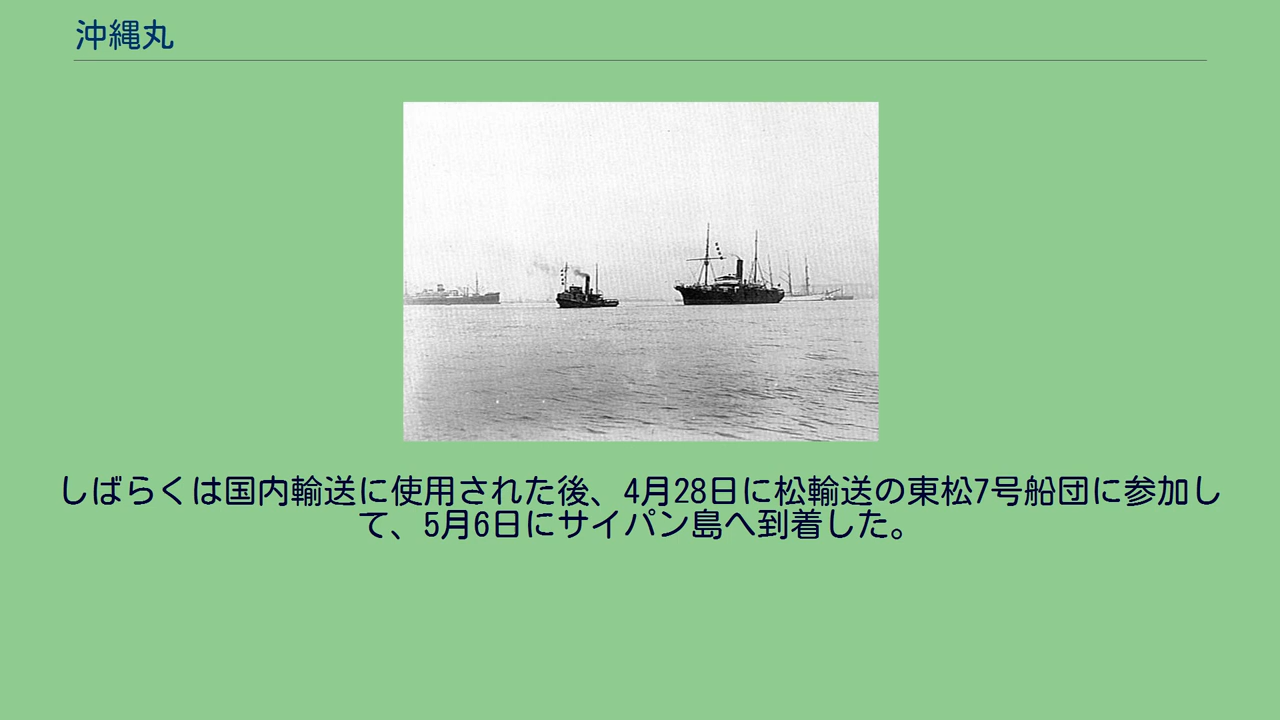 沖縄丸
しばらくは国内輸送に使用された後、4月28日に松輸送の東松7号船団に参加し
て、5月6日にサイパン島へ到着した。